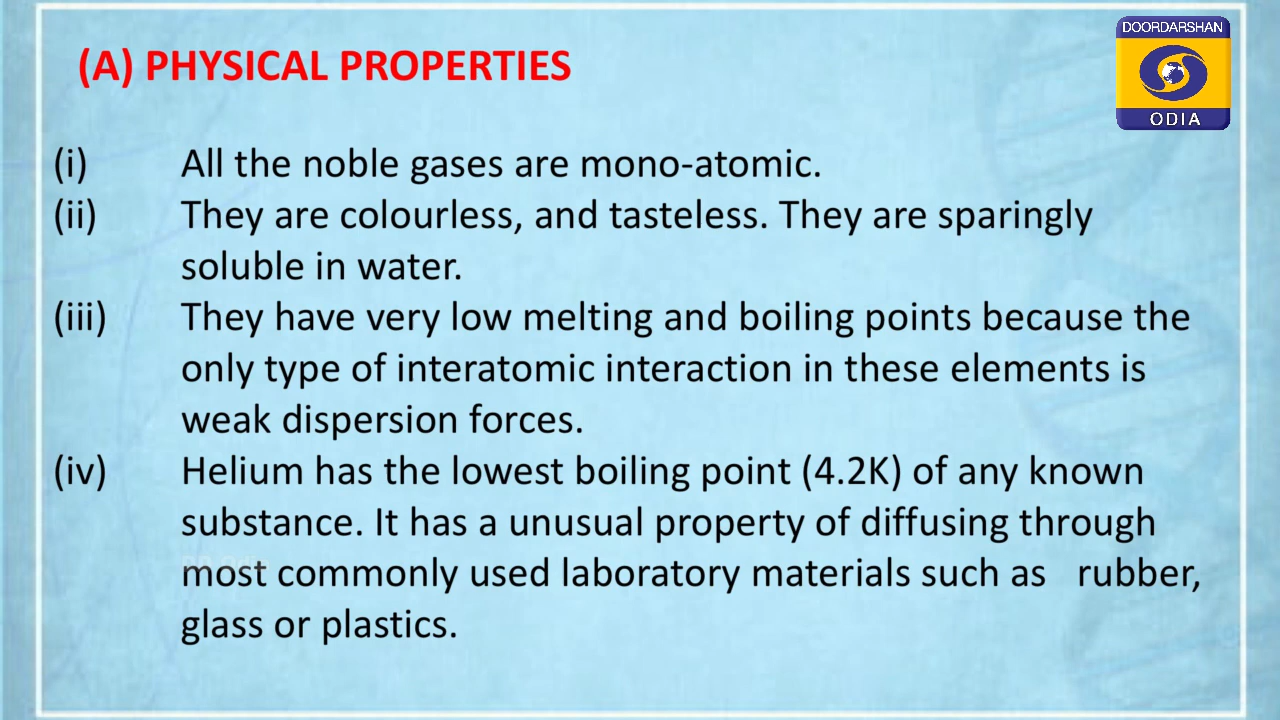 (A) PHYSICAL PROPERTIES
DOORDARSHAN
ODIA
(i) All the noble gases are mono-atomic.
(ii) They are colourless, and tasteless. They are sparingly
soluble in water.
(iii) They have very low melting and boiling points because the
only type of interatomic interaction in these elements is
weak dispersion forces.
(iv) Helium has the lowest boiling point (4.2K) of any known
substance. It has a unusual property of diffusing through
most commonly used laboratory materials such as rubber,
glass or plastics.